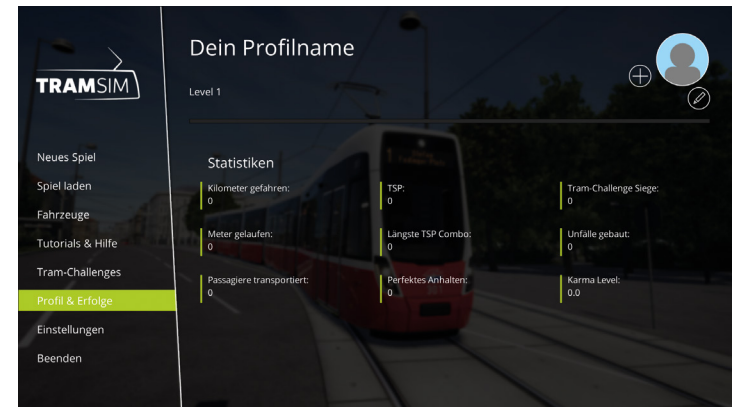 TRAMSIM
Neues Spiel
Spiel laden
Fahrzeuge
Tutorials & Hilfe
Tram-Challenges
Profil & Erfolge
Einstellungen
Beenden
Dein Profilname
Level 1
Statistiken
Kilometer gefahren:
0
TSP:
0
Tram-Challenge Siege:
0
Meter gelaufen:
0
Längste TSP Combo:
0
Unfälle gebaut:
0
Passagiere transportiert:
0
Perfektes Anhalten:
0
Karma Level:
0.0